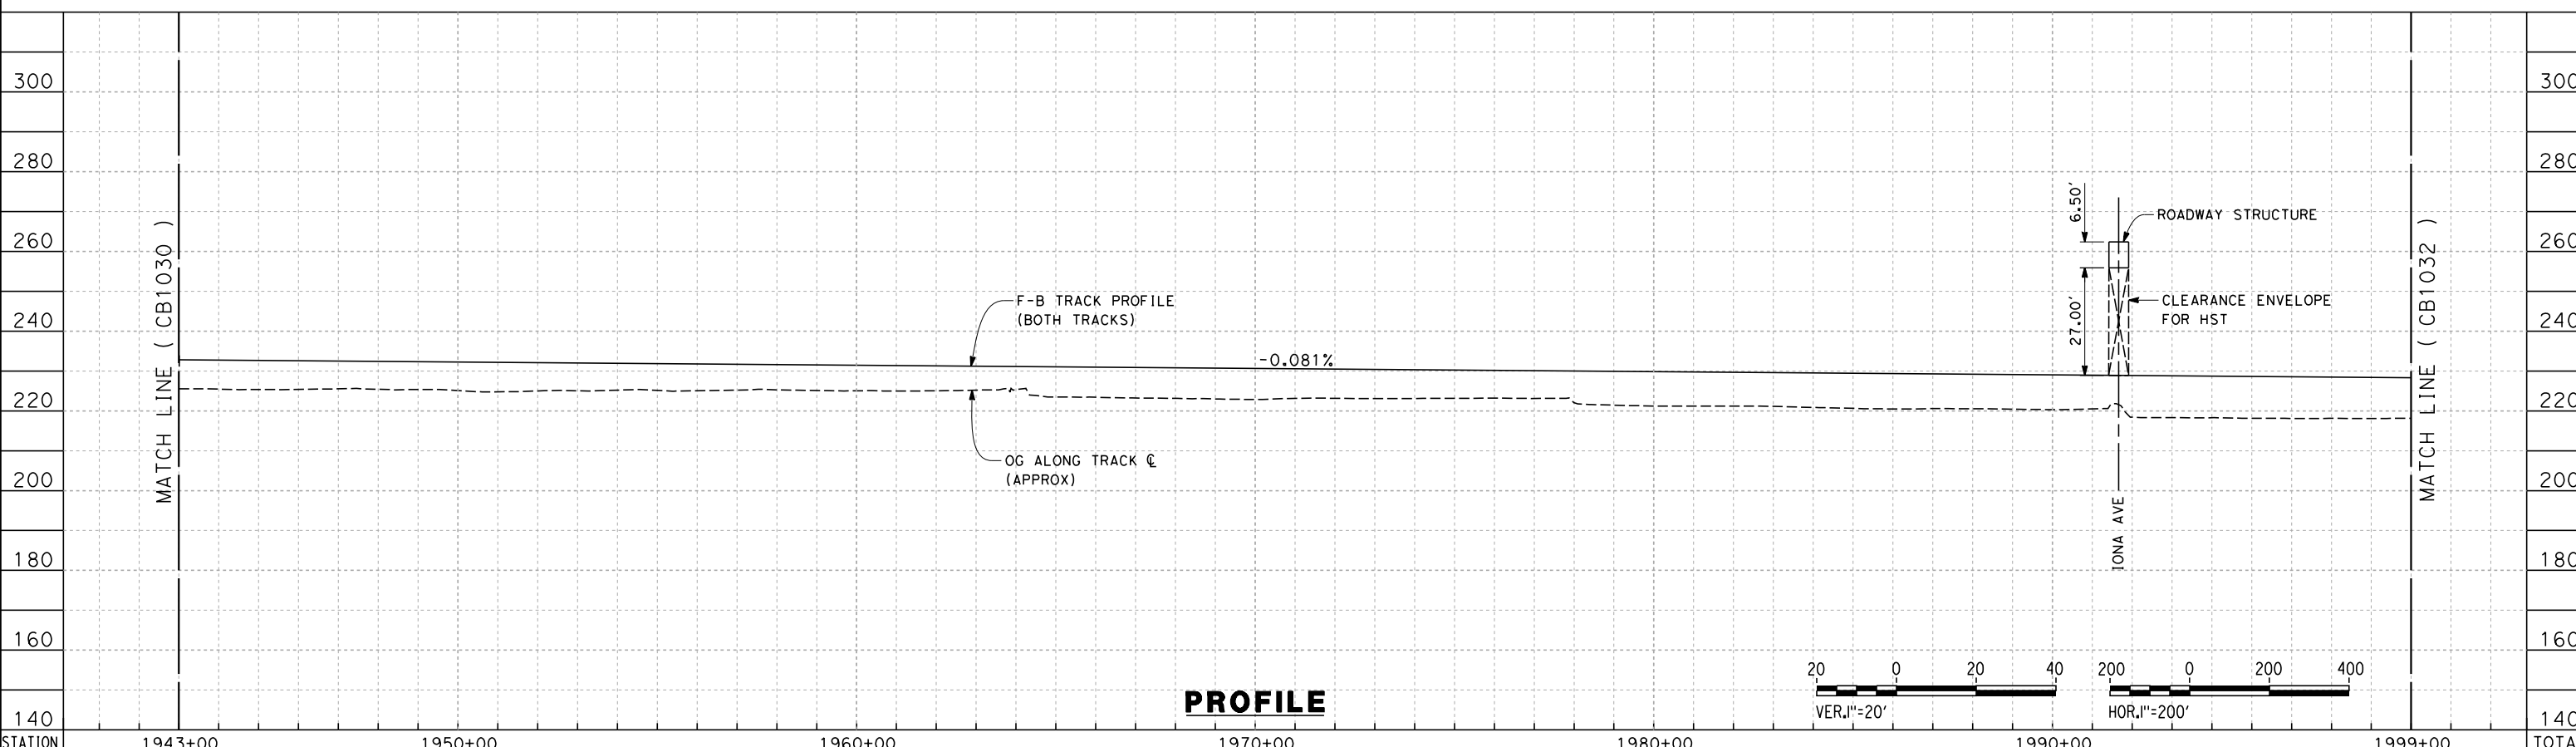 300
300
280
280
6.50'
ROADWAY STRUCTURE
260
260
MATCH LINE ( CB1030 )
MATCH LINE ( CB1032 )
F-B TRACK PROFILE
(BOTH TRACKS)
27.00'
CLEARANCE ENVELOPE
FOR HST
240
240
-0.081%
220
220
OG ALONG TRACK ℄
(APPROX)
200
200
IONA AVE
180
180
160
160
20 0 20 40
200 0 200 400
PROFILE
VER.1"=20'
HOR.1"=200'
140
140
STATION
1943+00
1950+00
1960+00
1970+00
1980+00
1990+00
1999+00
TOTA